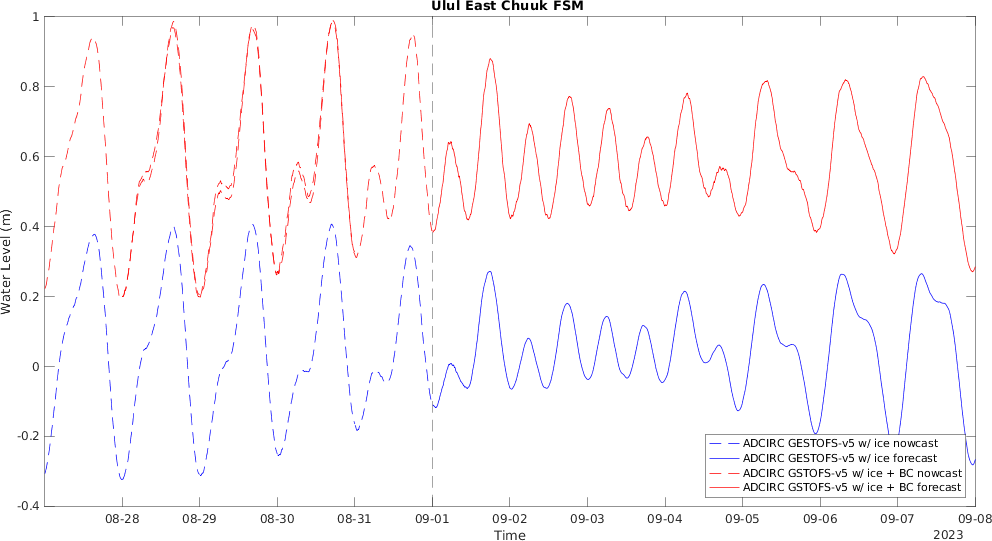 Ulul East Chuuk FSM
Water Level (m)
1
0.8
0.6
0.4
0.2
0
-0.2
-0.4
08-28 08-29 08-30 08-31 09-01 09-02 09-03 09-04 09-05 09-06 09-07 09-08
Time
2023
ADCIRC GESTOFS-v5 w/ ice nowcast
ADCIRC GESTOFS-v5 w/ ice forecast
ADCIRC GSTOFS-v5 w/ ice + BC nowcast
ADCIRC GSTOFS-v5 w/ ice + BC forecast